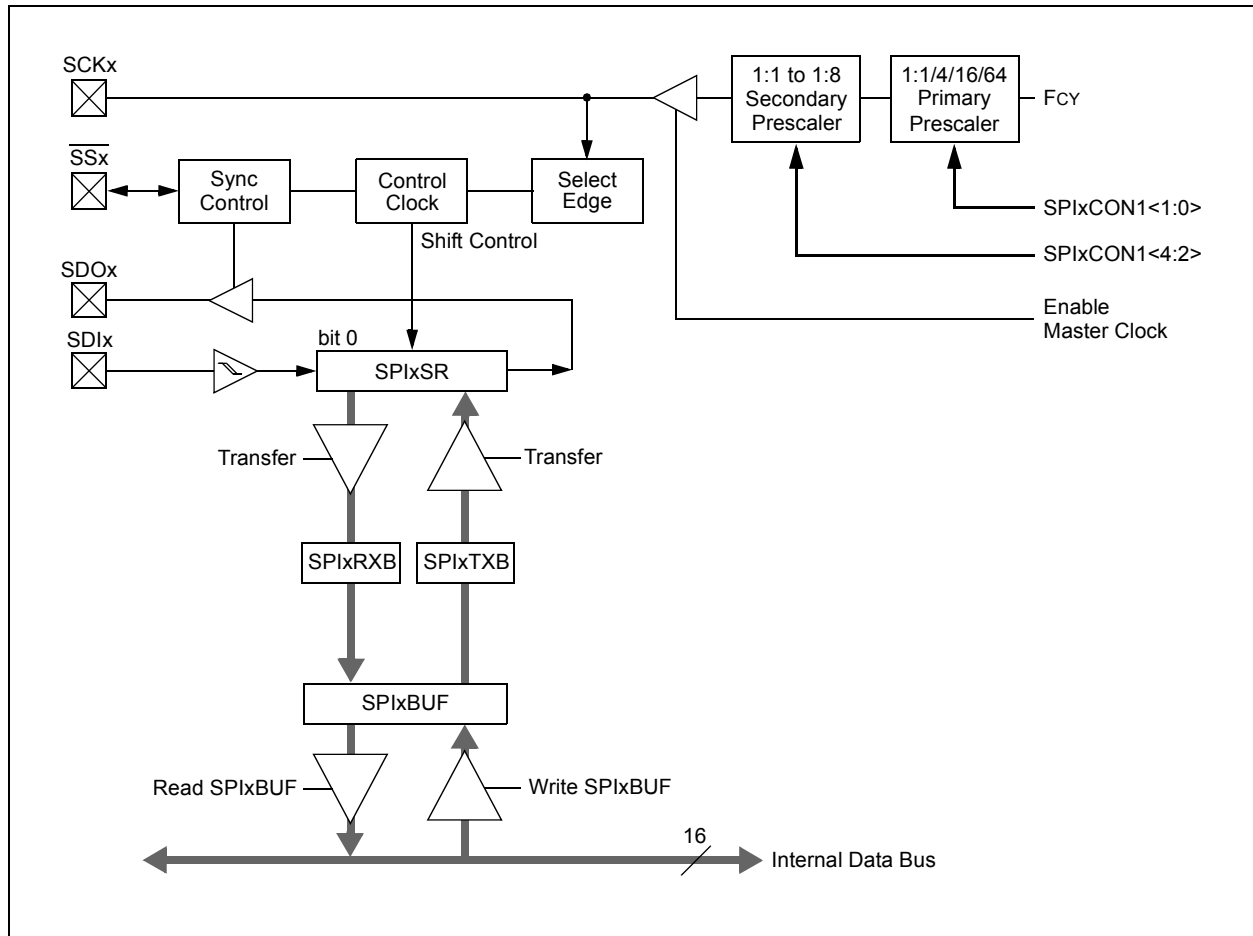 SCKx
1:1 to 1:8
Secondary
Prescaler
1:1/4/16/64
Primary
Prescaler
FCY
SSx
Sync
Control
Control
Clock
Select
Edge
SPIxCON1<1:0>
Shift Control
SPIxCON1<4:2>
SDOx
Enable
Master Clock
SDIx
bit 0
SPIxSR
Transfer
Transfer
SPIxRXB
SPIxTXB
SPIxBUF
Read SPIxBUF
Write SPIxBUF
16
Internal Data Bus